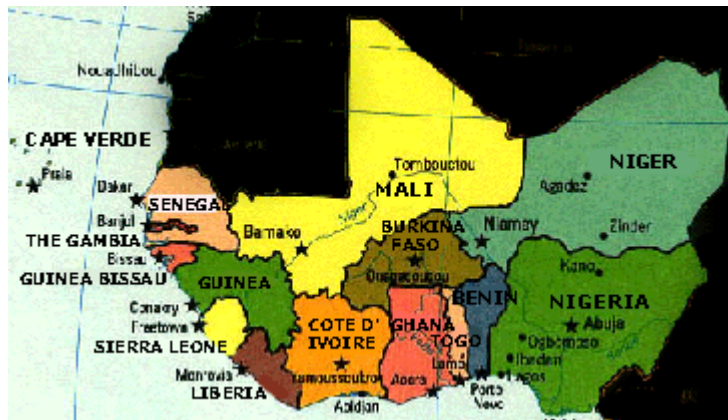 Nouadhibou
CAPE VERDE
Praia
Dakar
SENEGAL
Banjul
THE GAMBIA
Bissau
GUINEA BISSAU
GUINEA
Conakry
Freetown
SIERRA LEONE
Monrovia
LIBERIA
Tombouctou
MALI
Niger
Bamako
BURKINA
FASO
Ouagadougou
COTE D'
IVOIRE
Yamoussoukro
Abidjan
GHANA
Accra
TOGO
Lome
BENIN
Porto
Novo
NIGER
Agadez
Zinder
Niamey
Kano
NIGERIA
Abuja
Ogbomoso
Ibadan
Lagos